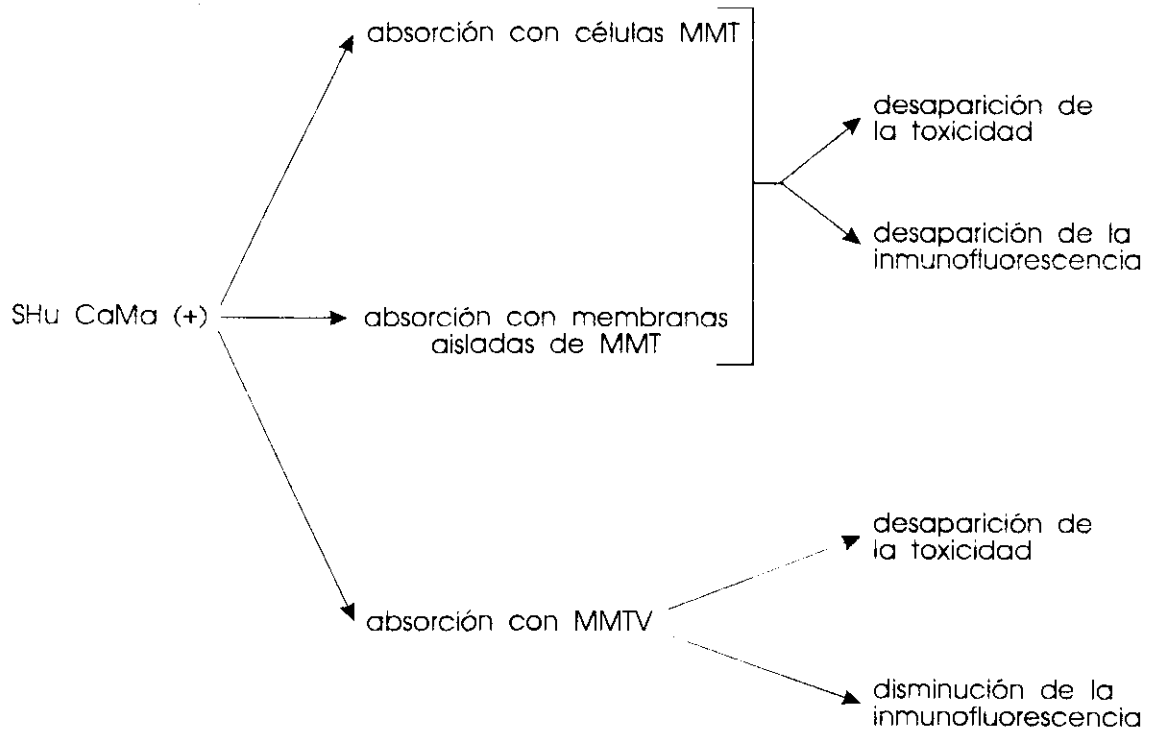 absorción con células MMT
desaparición de
la toxicidad
desaparición de la
inmunofluorescencia
SHu CaMa (+)
absorción con membranas
aisladas de MMT
desaparición de
la toxicidad
absorción con MMTV
disminución de la
inmunofluorescencia